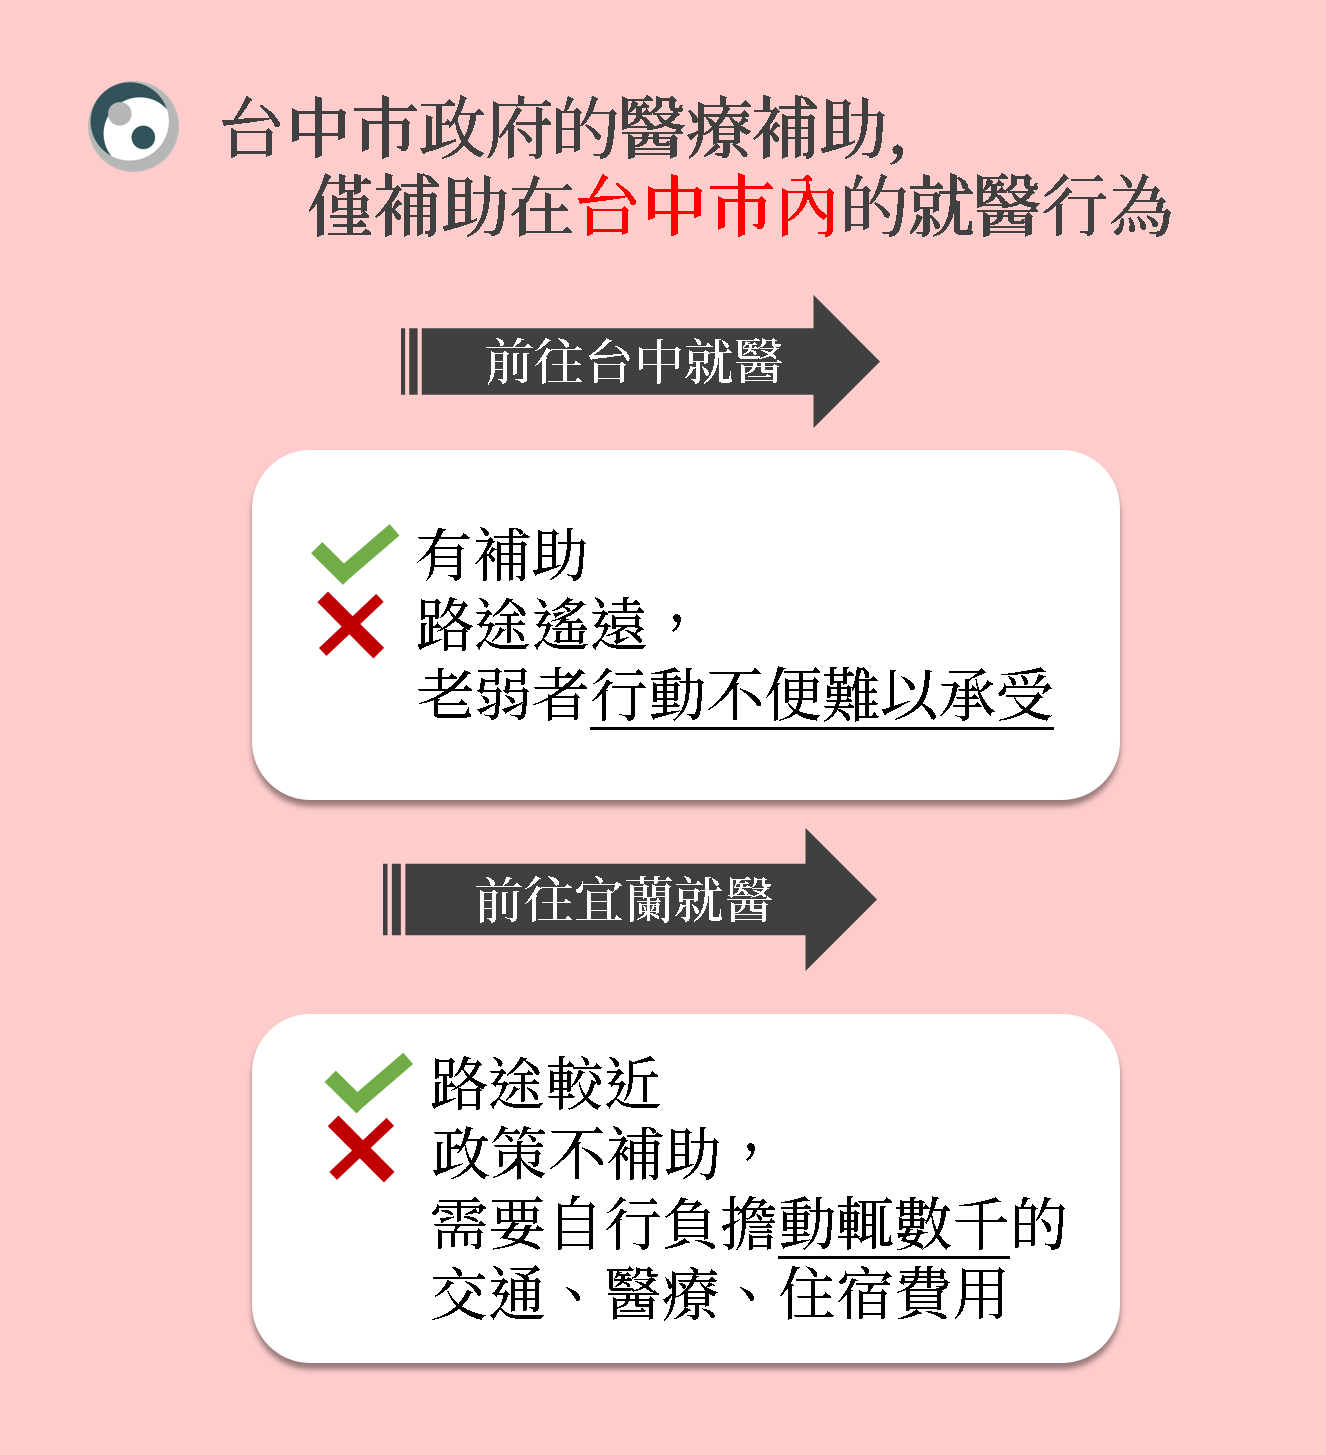 台中市政府的醫療補助,
僅補助在台中市內的就醫行為
前往台中就醫
有補助
路途遙遠，
老弱者行動不便難以承受
前往宜蘭就醫
路途較近
政策不補助，
需要自行負擔動輒數千的
交通、醫療、住宿費用